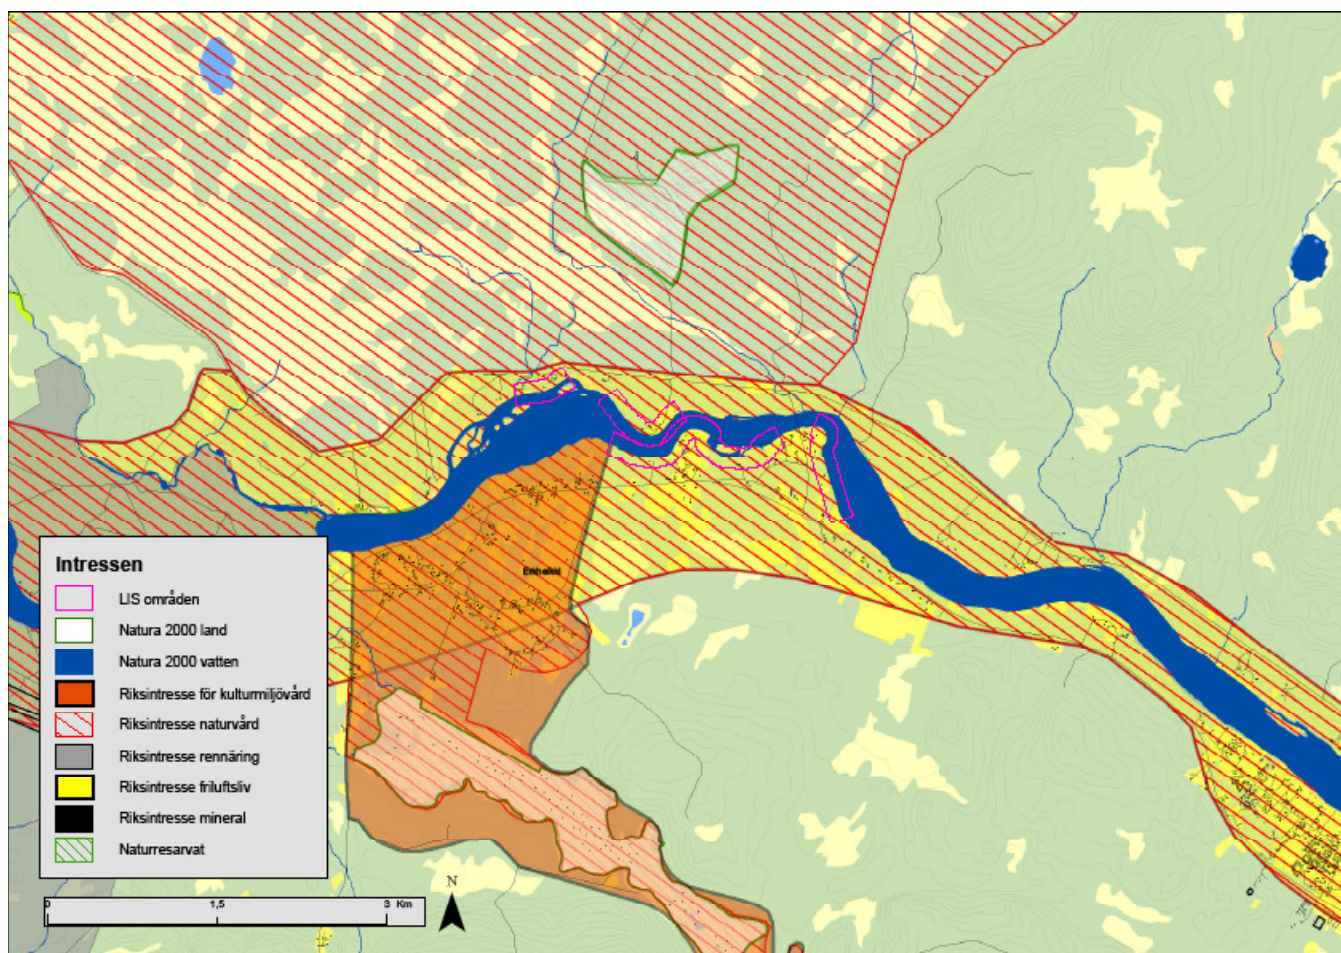 Erkheikki
Intressen
LIS områden
Natura 2000 land
Natura 2000 vatten
Riksintresse för kulturmiljövård
Riksintresse naturvård
Riksintresse rennäring
Riksintresse friluftsliv
Riksintresse mineral
Naturresarvat
0 1,5 3 Km
N